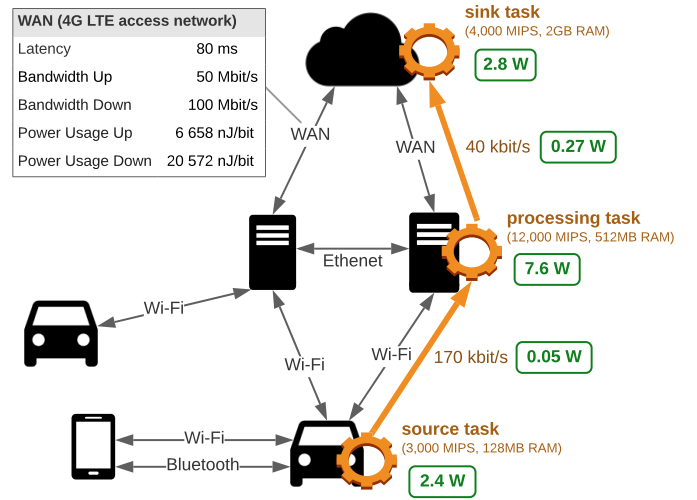 WAN (4G LTE access network)
Latency 80 ms
Bandwidth Up 50 Mbit/s
Bandwidth Down 100 Mbit/s
Power Usage Up 6 658 nJ/bit
Power Usage Down 20 572 nJ/bit
sink task
(4,000 MIPS, 2GB RAM)
2.8 W
WAN
WAN
40 kbit/s
0.27 W
processing task
(12,000 MIPS, 512MB RAM)
7.6 W
Ethenet
Wi-Fi
Wi-Fi
Wi-Fi
170 kbit/s
0.05 W
source task
(3,000 MIPS, 128MB RAM)
2.4 W
Wi-Fi
Bluetooth